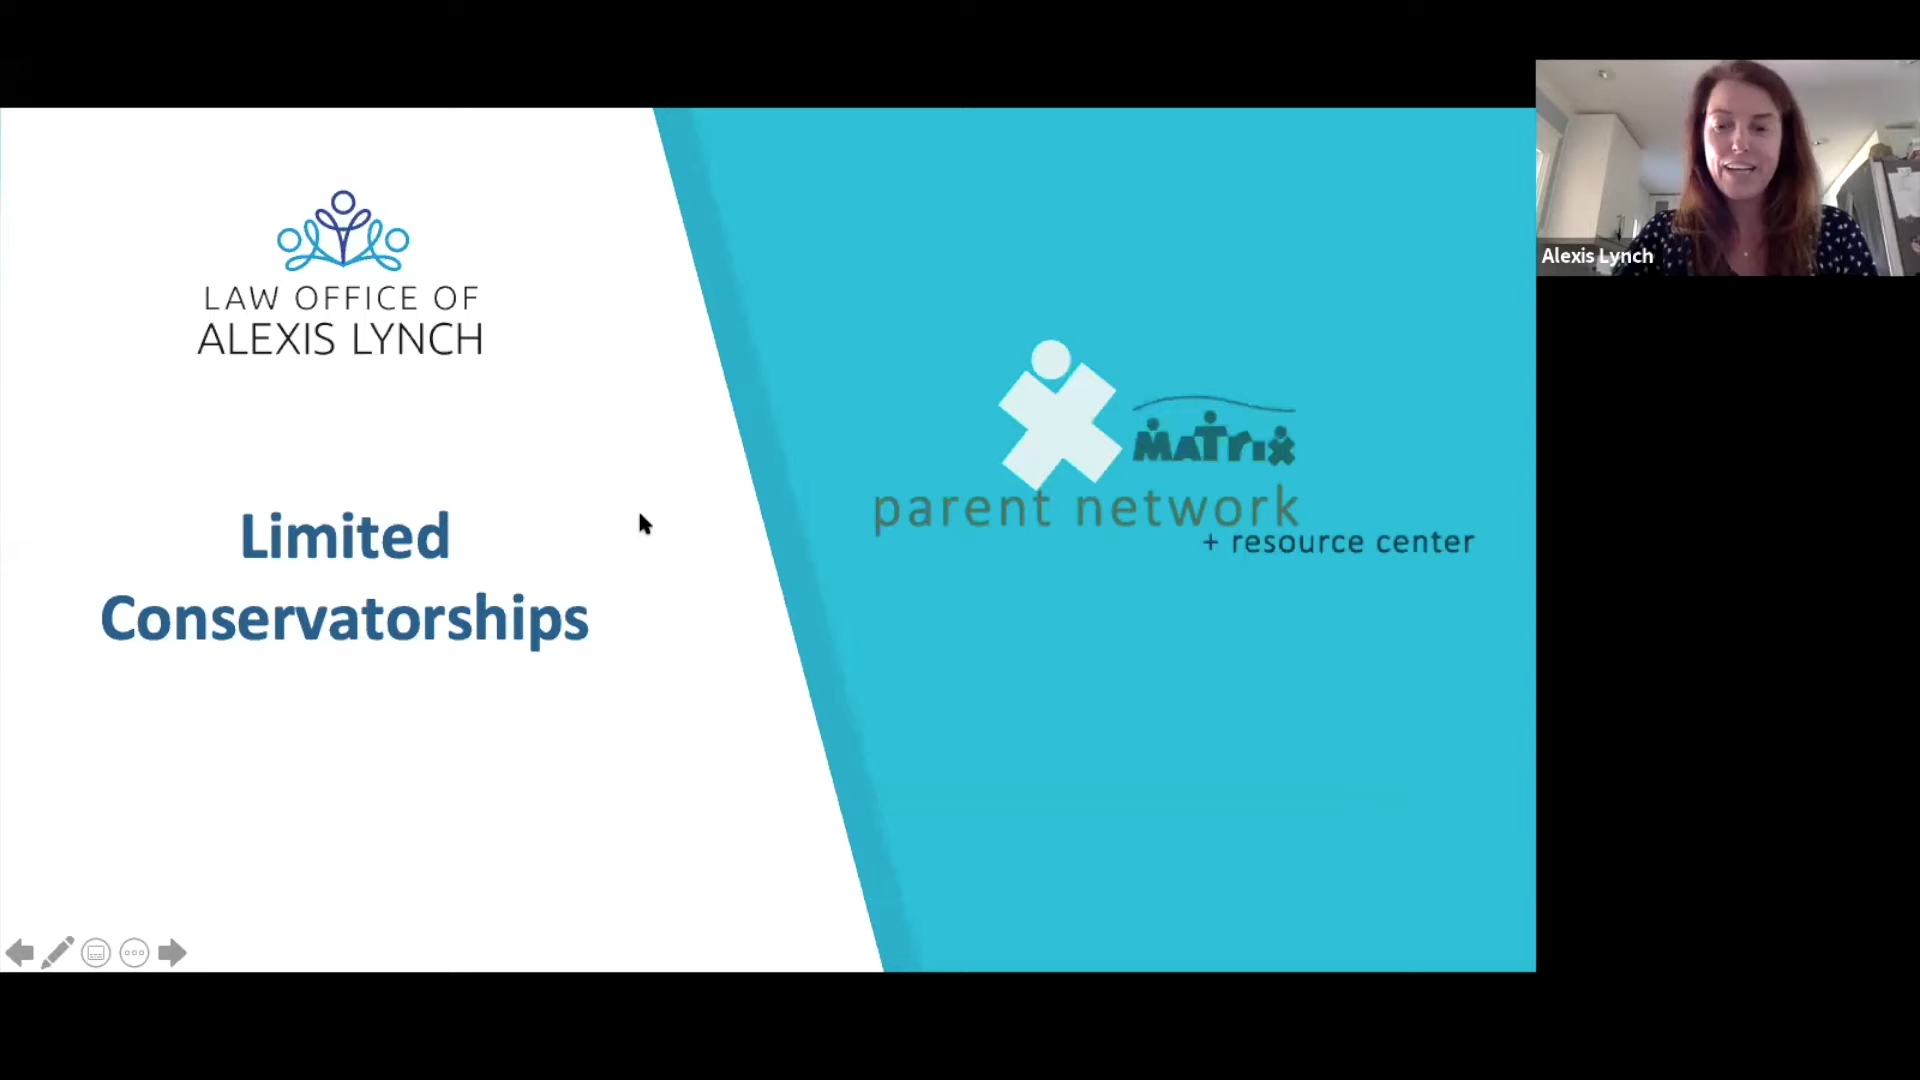 LAW OFFICE OF
ALEXIS LYNCH
Limited
Conservatorships
MATrix
parent network
+ resource center
Alexis Lynch